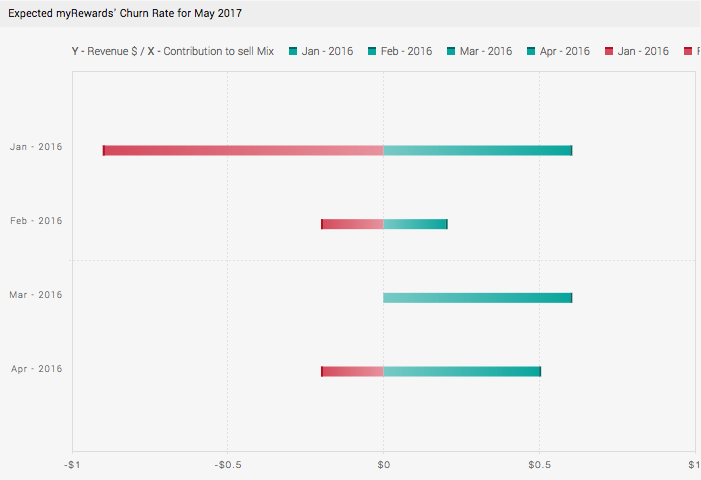 Expected myRewards’ Churn Rate for May 2017
Y - Revenue $ / X - Contribution to sell Mix Jan - 2016 Feb - 2016 Mar - 2016 Apr - 2016 Jan - 2016
Jan - 2016
Feb - 2016
Mar - 2016
Apr - 2016
-$1 -$0.5 $0 $0.5 $1